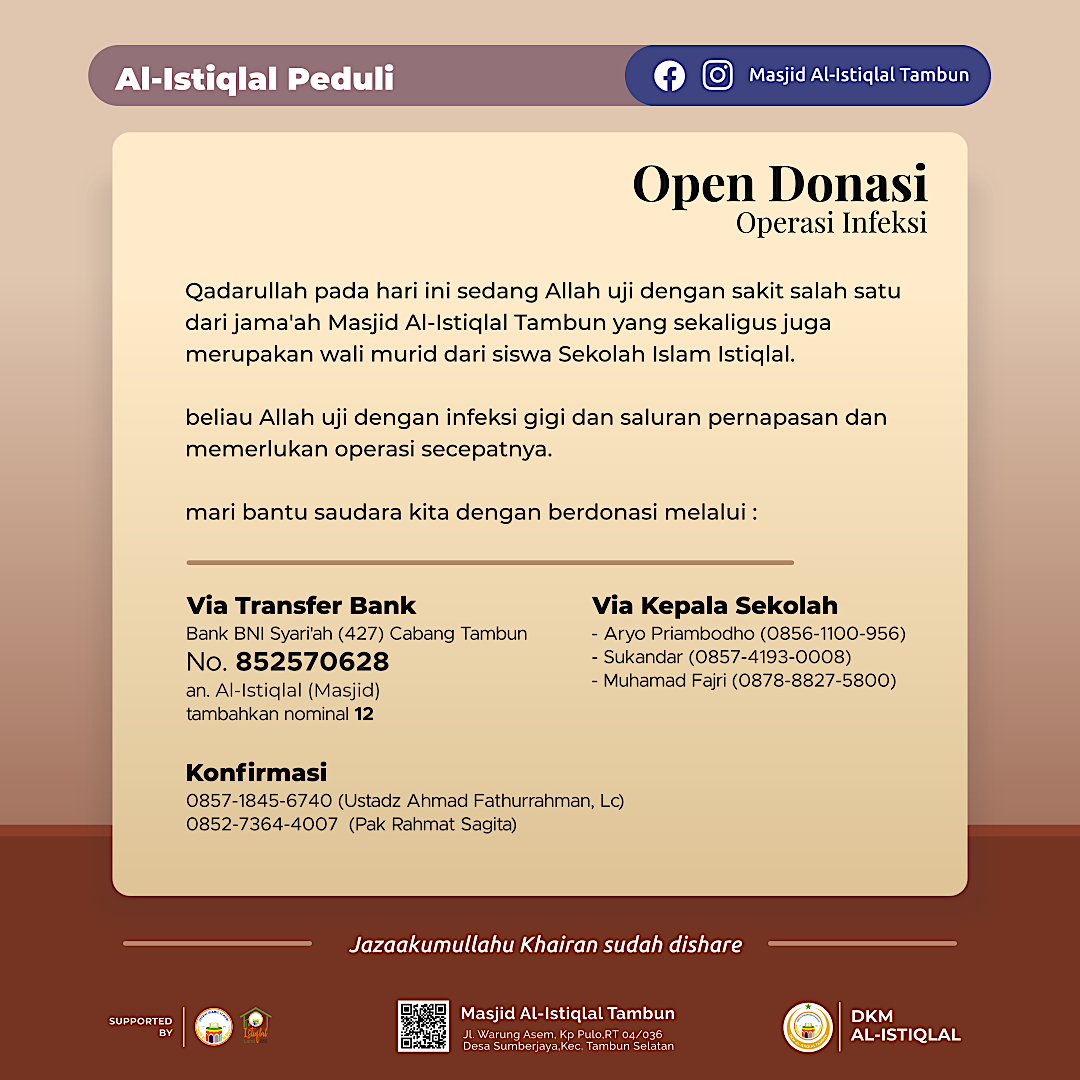 Al-Istiqlal Peduli
Masjid Al-Istiqlal Tambun
Open Donasi
Operasi Infeksi
Qadarullah pada hari ini sedang Allah uji dengan sakit salah satu
dari jama'ah Masjid Al-Istiqlal Tambun yang sekaligus juga
merupakan wali murid dari siswa Sekolah Islam Istiqlal.
beliau Allah uji dengan infeksi gigi dan saluran pernapasan dan
memerlukan operasi secepatnya.
mari bantu saudara kita dengan berdonasi melalui :
Via Transfer Bank
Bank BNI Syari'ah (427) Cabang Tambun
No. 852570628
an. Al-Istiqlal (Masjid)
tambahkan nominal 12
Via Kepala Sekolah
- Aryo Priambodho (0856-1100-956)
- Sukandar (0857-4193-0008)
- Muhamad Fajri (0878-8827-5800)
Konfirmasi
0857-1845-6740 (Ustadz Ahmad Fathurrahman, Lc)
0852-7364-4007  (Pak Rahmat Sagita)
Jazaakumullahu Khairan sudah dishare
SUPPORTED
BY
Istiqlal
Masjid Al-Istiqlal Tambun
Jl. Warung Asem, Kp Pulo,RT 04/036
Desa Sumberjaya,Kec. Tambun Selatan
DKM
AL-ISTIQLAL